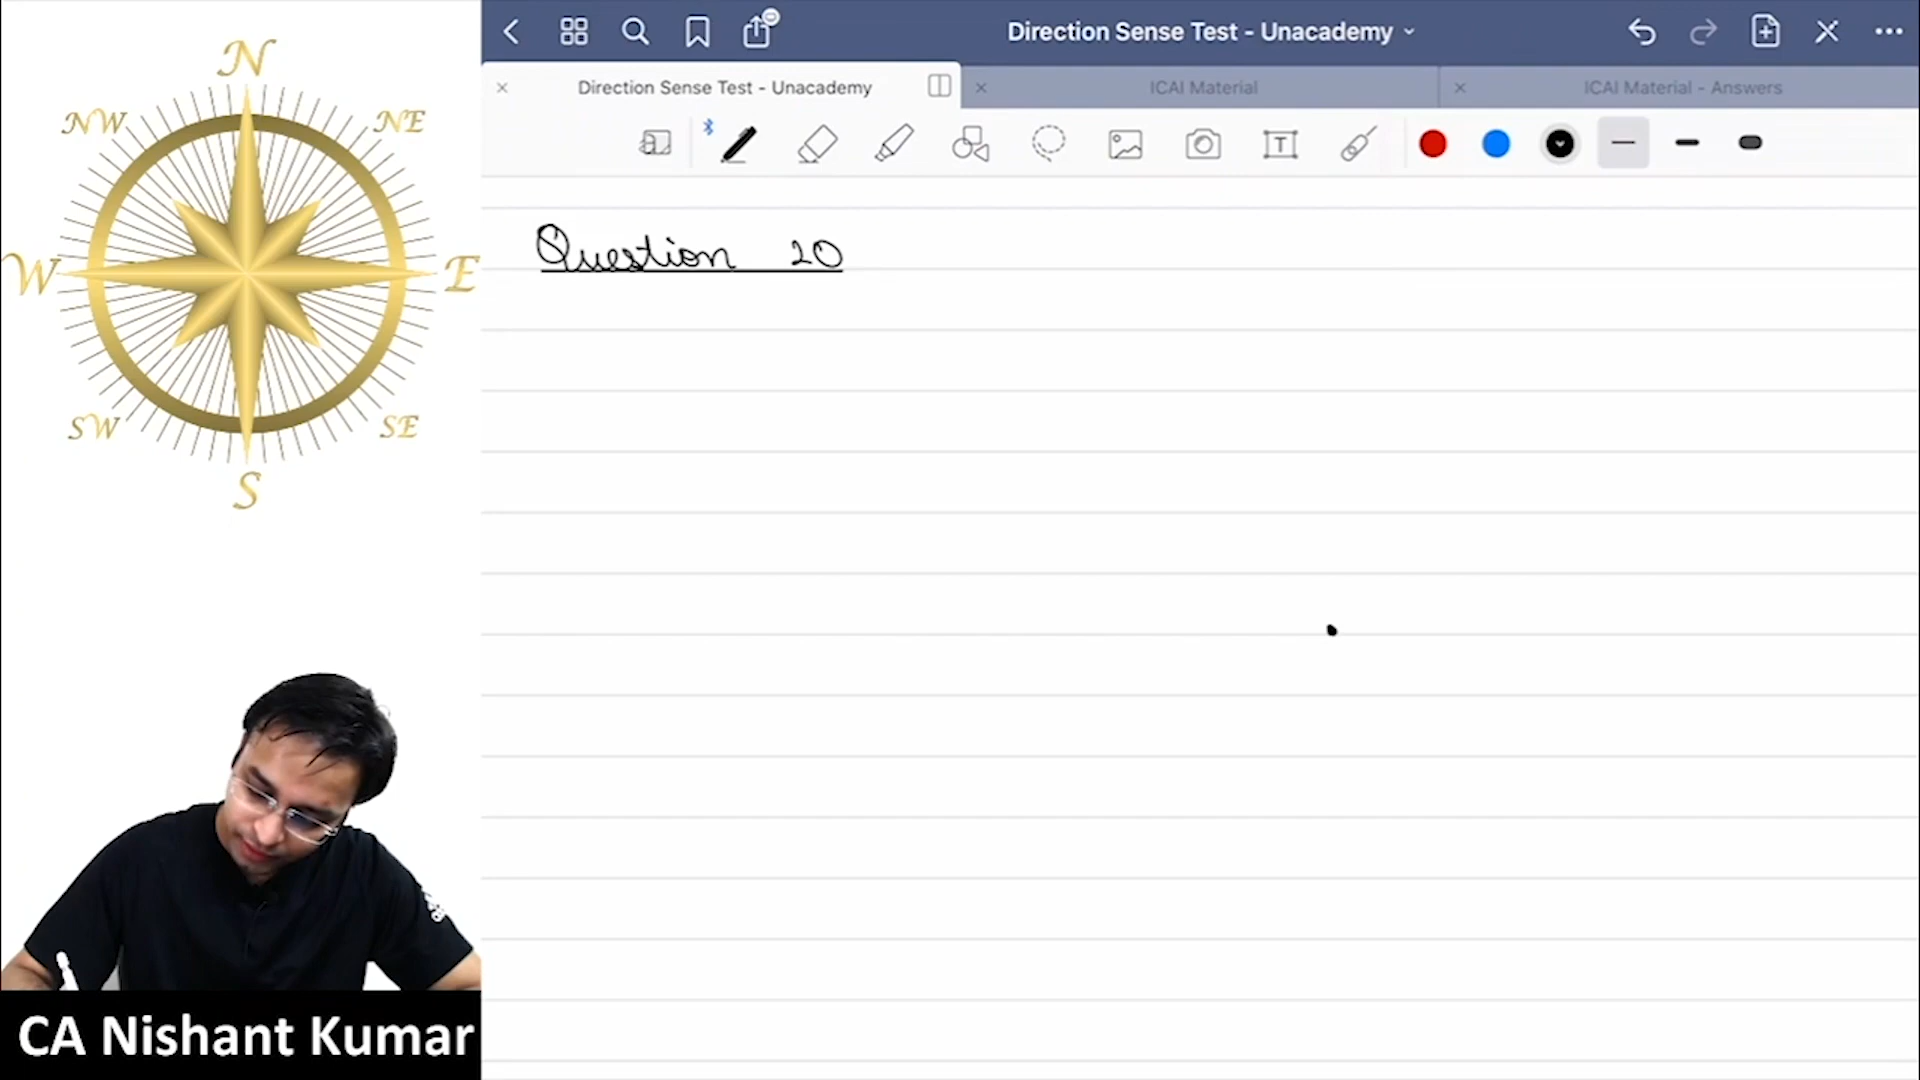 N
NW NE
W E
SW SE
S
CA Nishant Kumar
Direction Sense Test - Unacademy
Direction Sense Test - Unacademy
ICAI Material
ICAI Material - Answers
T
Question 20